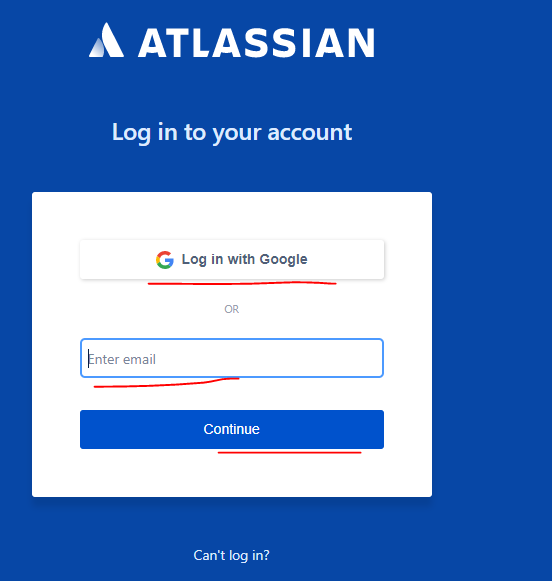 ATLASSIAN
Log in to your account
Log in with Google
OR
Enter email
Continue
Can't log in?